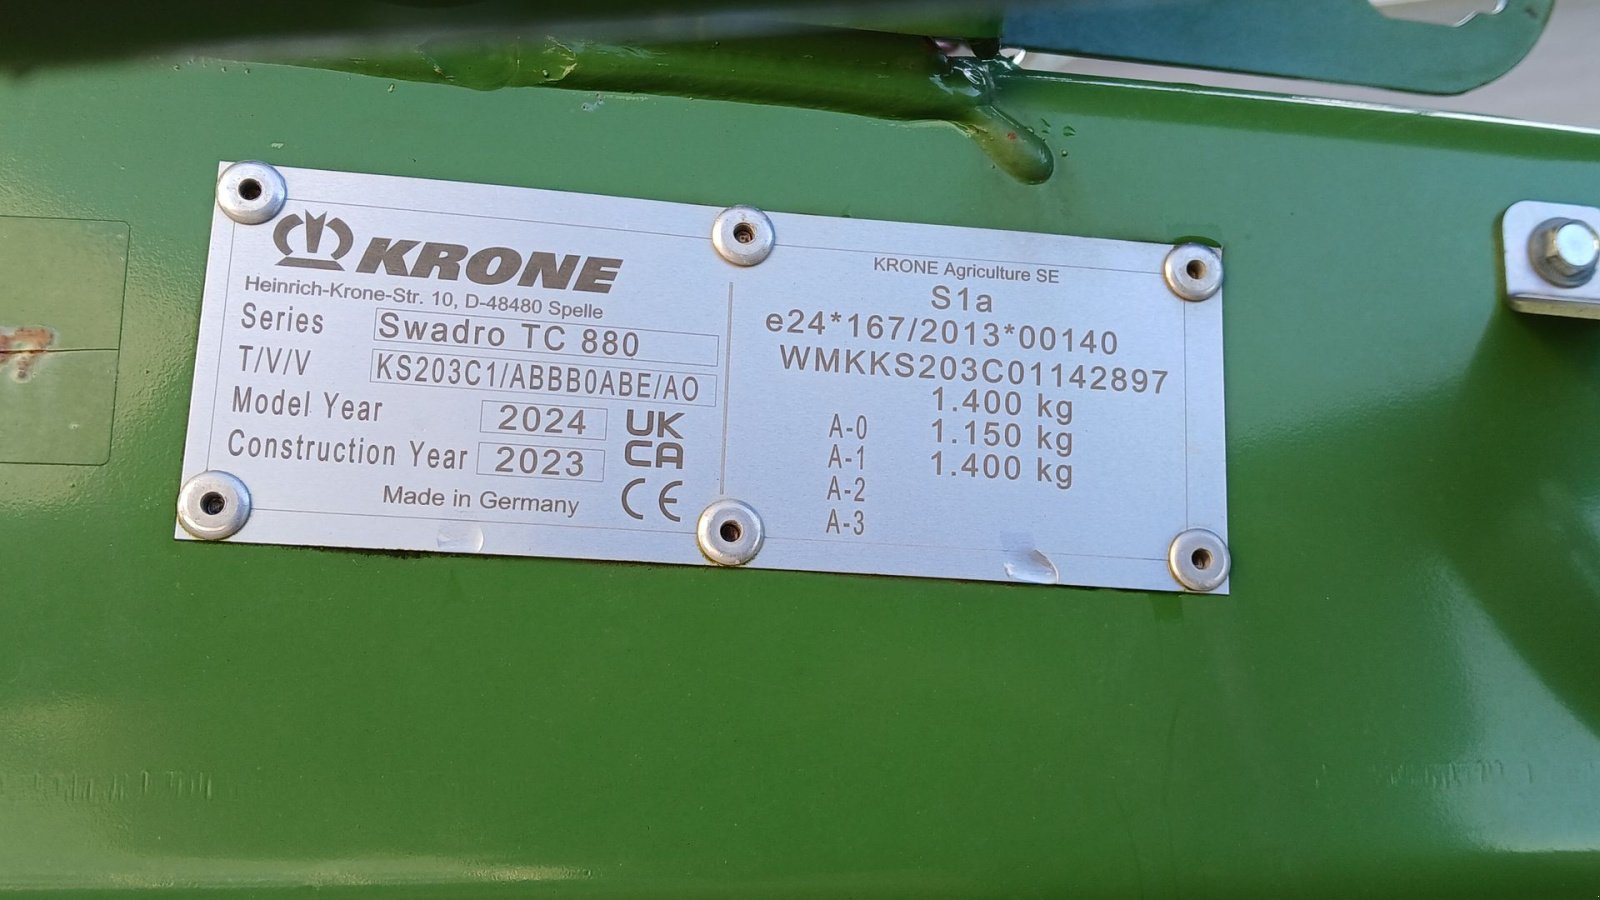 KRONE
Heinrich-Krone-Str. 10, D-48480 Spelle
Series Swadro TC 880
T/V/V KS203C1/ABBB0ABE/AO
Model Year 2024
Construction Year 2023
UK
CA
Made in Germany CE
KRONE Agriculture SE
S1a
e24*167/2013*00140
WMKKS203C01142897
1.400 kg
A-0 1.150 kg
A-1 1.400 kg
A-2
A-3